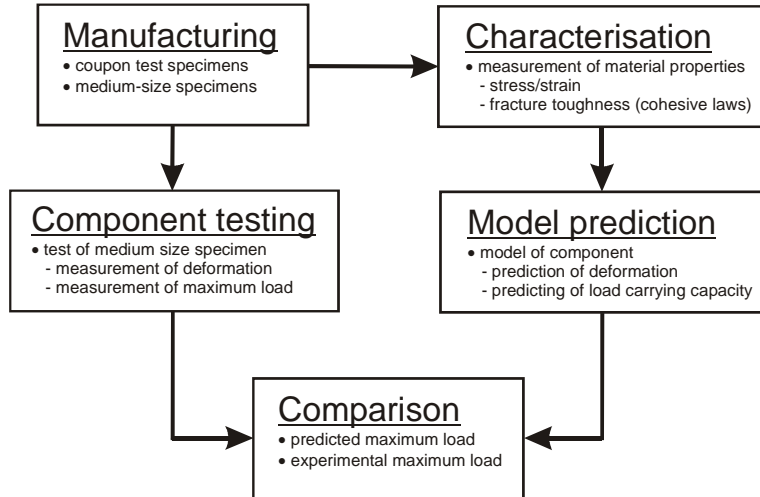 Manufacturing
• coupon test specimens
• medium-size specimens
Characterisation
• measurement of material properties
- stress/strain
- fracture toughness (cohesive laws)
Component testing
• test of medium size specimen
- measurement of deformation
- measurement of maximum load
Model prediction
• model of component
- prediction of deformation
- predicting of load carrying capacity
Comparison
• predicted maximum load
• experimental maximum load